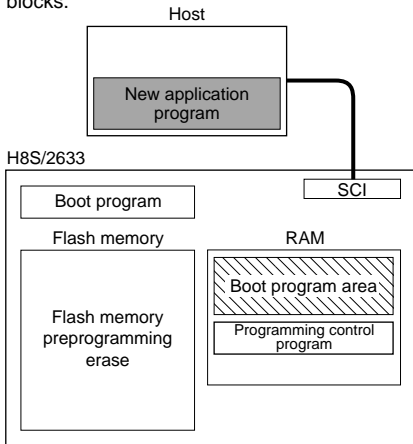 blocks.
Host
New application
program
H8S/2633
SCI
Boot program
Flash memory
RAM
Boot program area
Flash memory
preprogramming
erase
Programming control
program